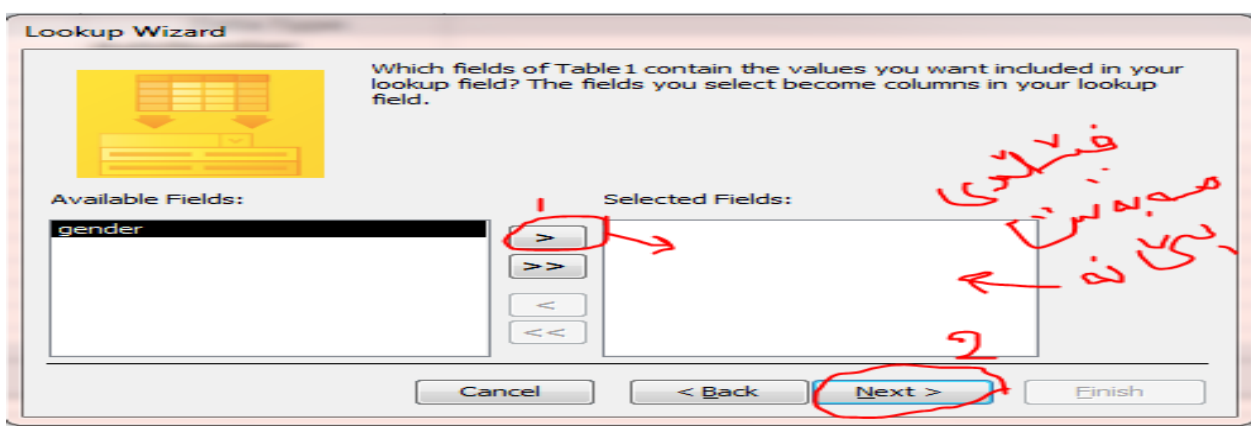 Lookup Wizard
Which fields of Table1 contain the values you want included in your
lookup field? The fields you select become columns in your lookup
field.
Available Fields:
Selected Fields:
gender
1
>
>>
<
<<
2
Cancel
< Back
Next >
Finish